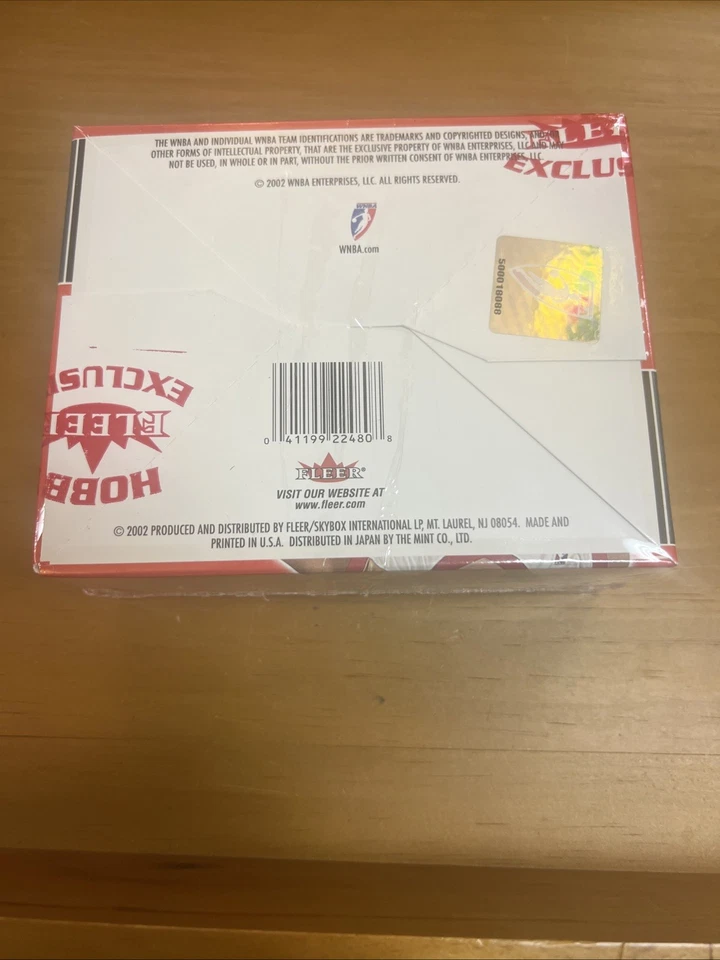 THE WNBA AND INDIVIDUAL WNBA TEAM IDENTIFICATIONS ARE TRADEMARKS AND COPYRIGHTED DESIGNS, AND/OR
OTHER FORMS OF INTELLECTUAL PROPERTY, THAT ARE THE EXCLUSIVE PROPERTY OF WNBA ENTERPRISES, LLC AND MAY
NOT BE USED, IN WHOLE OR IN PART, WITHOUT THE PRIOR WRITTEN CONSENT OF WNBA ENTERPRISES, LLC.
FLEE
EXCLUS
© 2002 WNBA ENTERPRISES, LLC. ALL RIGHTS RESERVED.
WNBA
WNBA.com
S00018088
HOBB
FLEE
EXCLUSI
0 41199 22480 8
FLEER®
VISIT OUR WEBSITE AT
www.fleer.com
© 2002 PRODUCED AND DISTRIBUTED BY FLEER/SKYBOX INTERNATIONAL LP, MT. LAUREL, NJ 08054. MADE AND
PRINTED IN U.S.A. DISTRIBUTED IN JAPAN BY THE MINT CO., LTD.